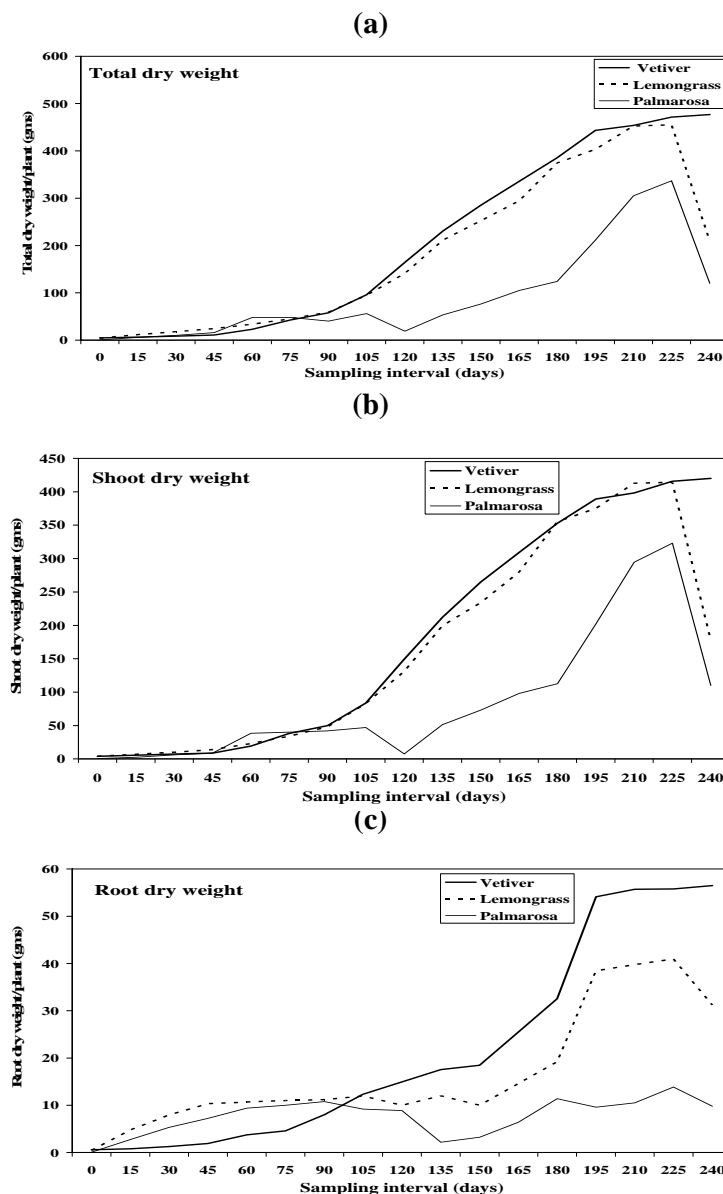 (a)
Total dry weight
Vetiver
Lemongrass
Palmarosa
600
500
400
300
200
100
0
Total dry weight/plant (gms)
0 15 30 45 60 75 90 105 120 135 150 165 180 195 210 225 240
Sampling interval (days)
(b)
Shoot dry weight
Vetiver
Lemongrass
Palmarosa
450
400
350
300
250
200
150
100
50
0
Shoot dry weight/plant (gms)
0 15 30 45 60 75 90 105 120 135 150 165 180 195 210 225 240
Sampling interval (days)
(c)
Root dry weight
Vetiver
Lemongrass
Palmarosa
60
50
40
30
20
10
0
Root dry weight/plant (gms)
0 15 30 45 60 75 90 105 120 135 150 165 180 195 210 225 240
Sampling interval (days)